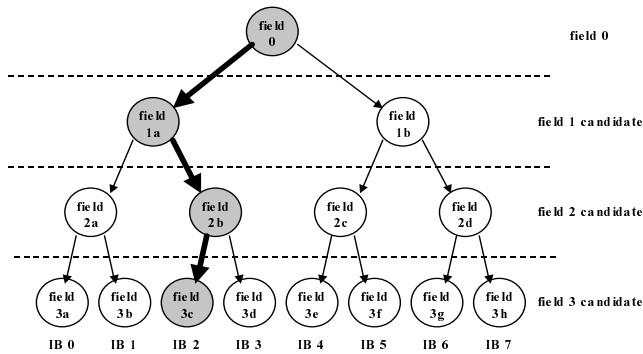 field
0
field 0
field
1a
field
1b
field 1 candidate
field
2a
field
2b
field
2c
field
2d
field 2 candidate
field
3a
field
3b
field
3c
field
3d
field
3e
field
3f
field
3g
field
3h
field 3 candidate
IB 0
IB 1
IB 2
IB 3
IB 4
IB 5
IB 6
IB 7